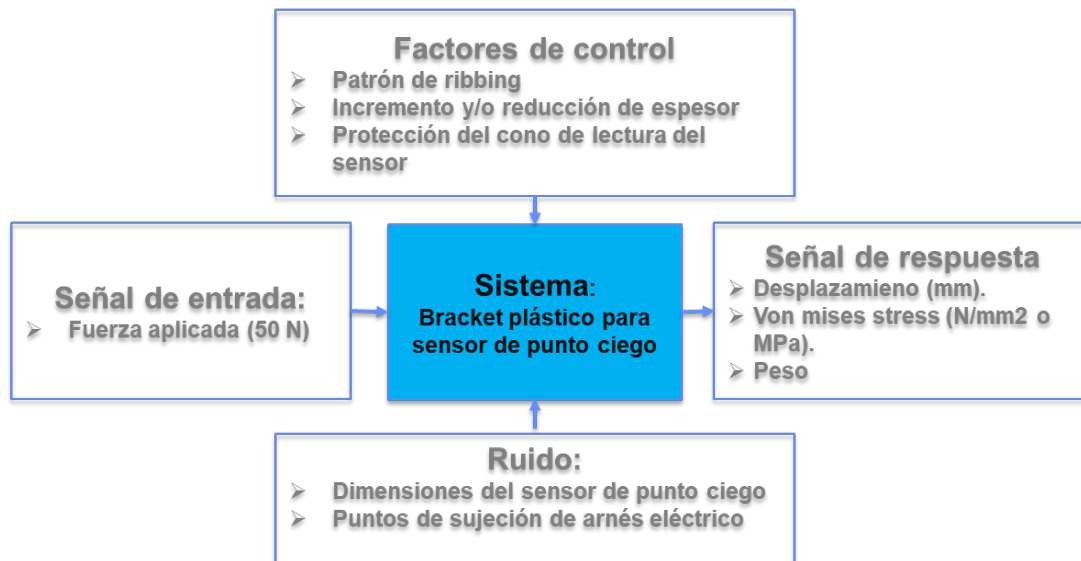 Factores de control
➢ Patrón de ribbing
➢ Incremento y/o reducción de espesor
➢ Protección del cono de lectura del
sensor
Señal de entrada:
➢ Fuerza aplicada (50 N)
Sistema:
Bracket plástico para
sensor de punto ciego
Señal de respuesta
➢ Desplazamieno (mm).
➢ Von mises stress (N/mm2 o
MPa).
➢ Peso
Ruido:
➢ Dimensiones del sensor de punto ciego
➢ Puntos de sujeción de arnés eléctrico